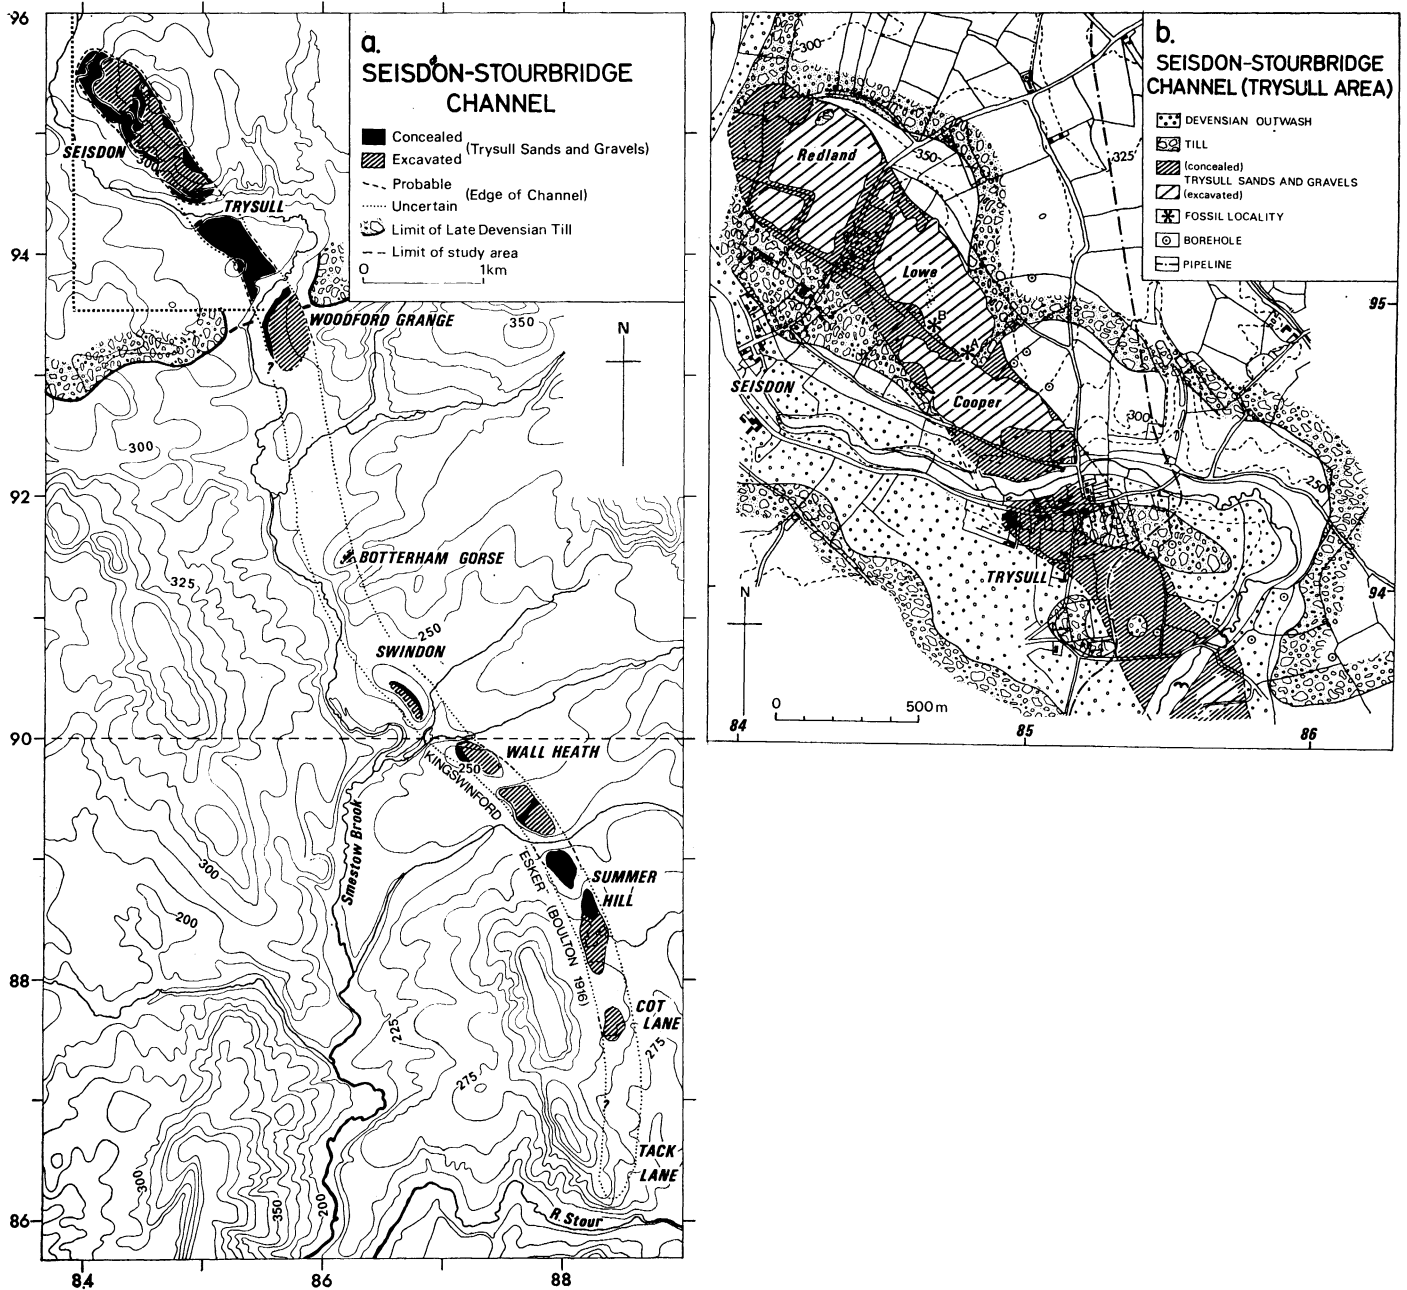 96
94
92
90
88
86
84
86
88
a.
SEISDON-STOURBRIDGE
CHANNEL
Concealed
(Trysull Sands and Gravels)
Excavated
Probable
(Edge of Channel)
Uncertain
Limit of Late Devensian Till
Limit of study area
0 1km
SEISDON
300
TRYSULL
WOODFORD GRANGE
350
N
?
300
BOTTERHAM GORSE
325
250
SWINDON
WALL HEATH
250
KINGSWINFORD
ESKER
(BOULTON 1916)
Smestow Brook
SUMMER
HILL
300
200
COT
LANE
225
275
275
?
TACK
LANE
300
350
200
R. Stour
b.
SEISDON-STOURBRIDGE
CHANNEL (TRYSULL AREA)
DEVENSIAN OUTWASH
TILL
(concealed)
TRYSULL SANDS AND GRAVELS
(excavated)
FOSSIL LOCALITY
BOREHOLE
PIPELINE
300
Redland
350
325
Lowe
B
A
95
SEISDON
Cooper
300
250
TRYSULL
94
N
0 500m
84
85
86